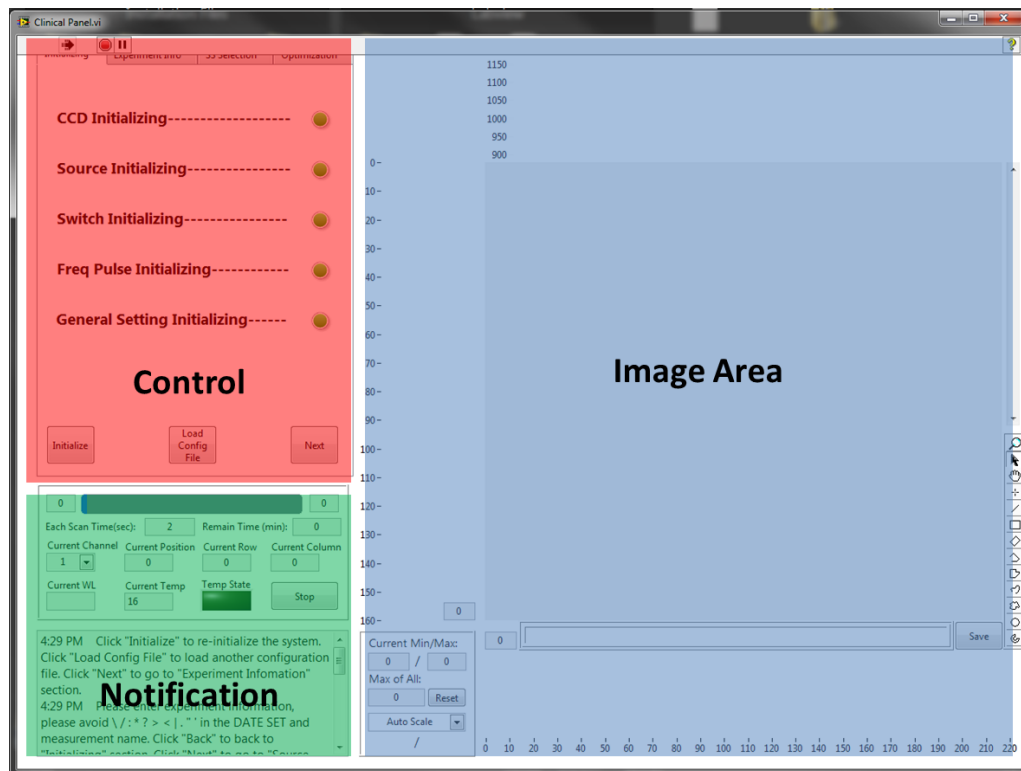 Clinical Panel.vi
Initializing Experiment Info SS Selection Optimization
CCD Initializing------------------
Source Initializing----------------
Switch Initializing----------------
Freq Pulse Initializing------------
General Setting Initializing------
Control
Initialize
Load
Config
File
Next
0 0
Each Scan Time(sec): 2 Remain Time (min): 0
Current Channel Current Position Current Row Current Column
1 0 0 0
Current WL Current Temp Temp State
16
Stop
4:29 PM Click "Initialize" to re-initialize the system.
Click "Load Config File" to load another configuration
file. Click "Next" to go to "Experiment Infomation"
section.
Notification
4:29 PM Please enter experiment information,
please avoid \ / : * ? > < | . " ' in the DATE SET and
measurement name. Click "Back" to back to
"Initializing" section. Click "Next" to go to "Source
1150
1100
1050
1000
950
900
Image Area
0
10
20
30
40
50
60
70
80
90
100
110
120
130
140
150
160
0
0
Save
Current Min/Max:
0 / 0
Max of All:
0 Reset
Auto Scale
/
0 10 20 30 40 50 60 70 80 90 100 110 120 130 140 150 160 170 180 190 200 210 220